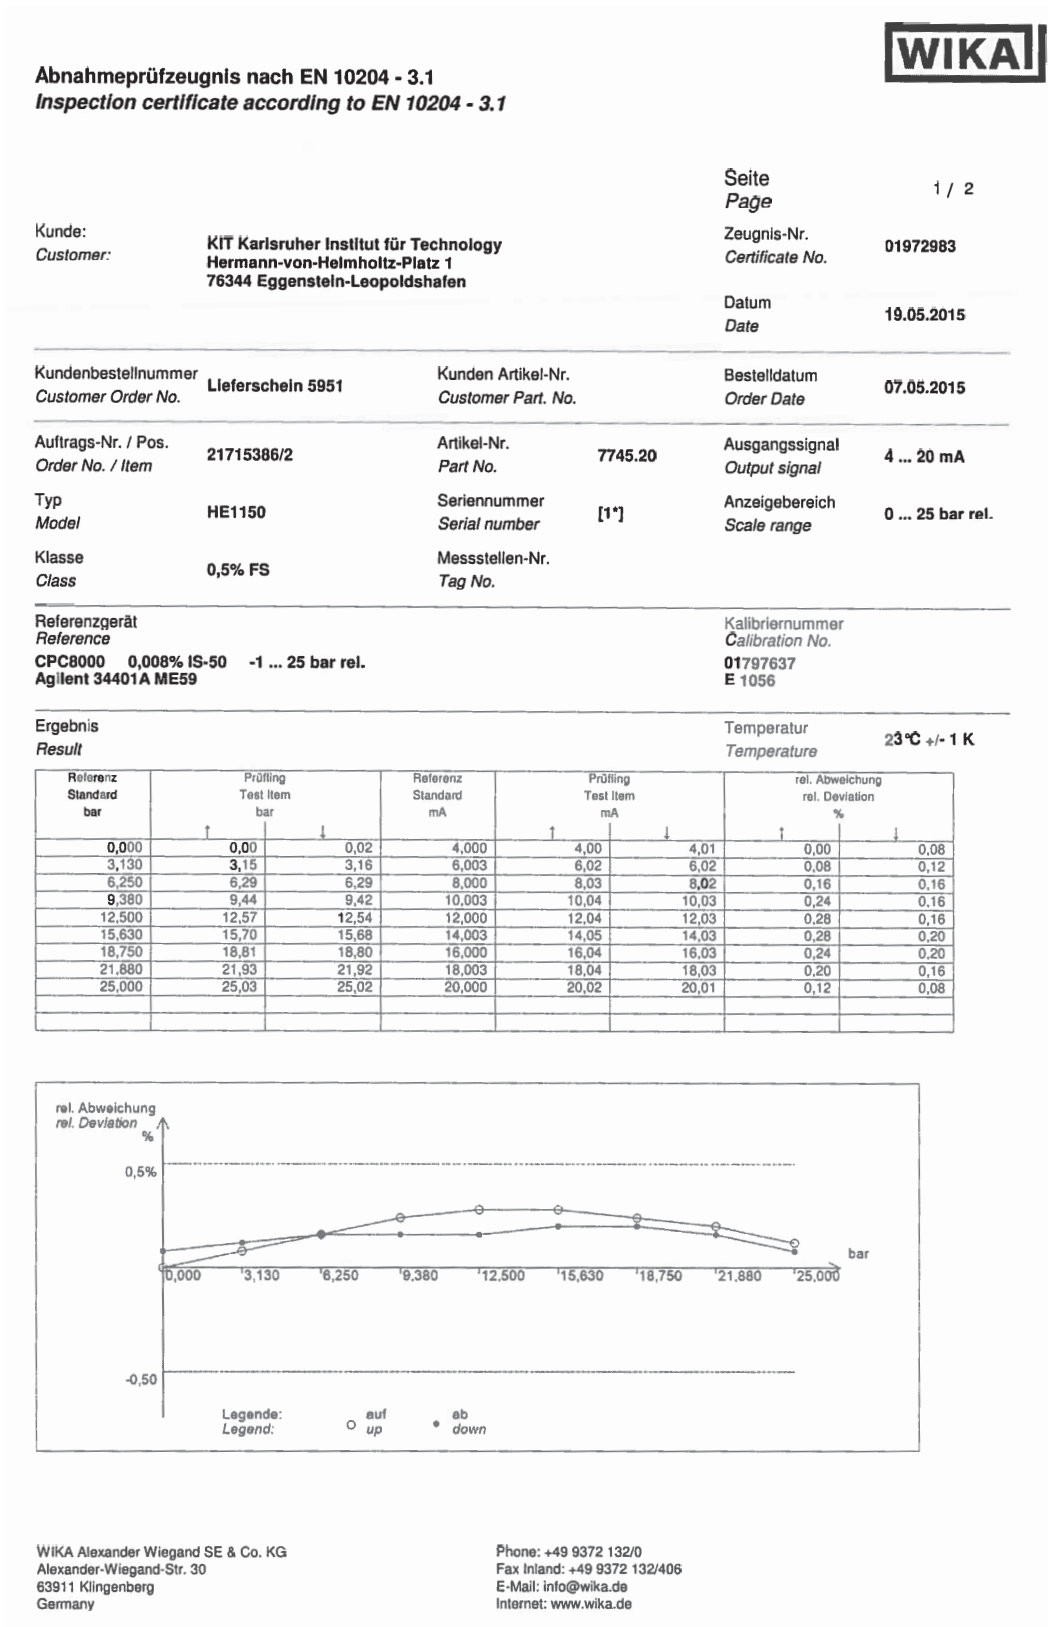 WIKA
Abnahmeprüfzeugnis nach EN 10204 - 3.1
Inspection certificate according to EN 10204 - 3.1
Seite 1 / 2
Page
Kunde:
Customer:
KIT Karlsruher Institut für Technology
Hermann-von-Helmholtz-Platz 1
76344 Eggenstein-Leopoldshafen
Zeugnis-Nr. 01972983
Certificate No.
Datum 19.05.2015
Date
Kundenbestellnummer Lieferschein 5951 Kunden Artikel-Nr. Bestelldatum 07.05.2015
Customer Order No. Customer Part. No. Order Date
Auftrags-Nr. / Pos. 21715386/2 Artikel-Nr. 7745.20 Ausgangssignal 4 ... 20 mA
Order No. / Item Part No. Output signal
Typ HE1150 Seriennummer [1*] Anzeigebereich 0 ... 25 bar rel.
Model Serial number Scale range
Klasse 0,5% FS Messstellen-Nr.
Class Tag No.
Referenzgerät Kalibriernummer
Reference Calibration No.
CPC8000 0,008% IS-50 -1 ... 25 bar rel. 01797637
Agilent 34401A ME59 E 1056
Ergebnis Temperatur 23°C +/- 1 K
Result Temperature
Referenz Prüfling Referenz Prüfling rel. Abweichung
Standard Test Item Standard Test Item rel. Deviation
bar bar mA mA %
↑ ↓ ↑ ↓ ↑ ↓
0,000 0,00 0,02 4,000 4,00 4,01 0,00 0,08
3,130 3,15 3,16 6,003 6,02 6,02 0,08 0,12
6,250 6,29 6,29 8,000 8,03 8,02 0,16 0,16
9,380 9,44 9,42 10,003 10,04 10,03 0,24 0,16
12,500 12,57 12,54 12,000 12,04 12,03 0,28 0,16
15,630 15,70 15,68 14,003 14,05 14,03 0,28 0,20
18,750 18,81 18,80 16,000 16,04 16,03 0,24 0,20
21,880 21,93 21,92 18,003 18,04 18,03 0,20 0,16
25,000 25,03 25,02 20,000 20,02 20,01 0,12 0,08
rel. Abweichung
rel. Deviation
%
0,5%
bar
0,000 3,130 6,250 9,380 12,500 15,630 18,750 21,880 25,000
-0,50
Legende: auf ab
Legend: up down
WIKA Alexander Wiegand SE & Co. KG
Alexander-Wiegand-Str. 30
63911 Klingenberg
Germany
Phone: +49 9372 132/0
Fax Inland: +49 9372 132/406
E-Mail: info@wika.de
Internet: www.wika.de